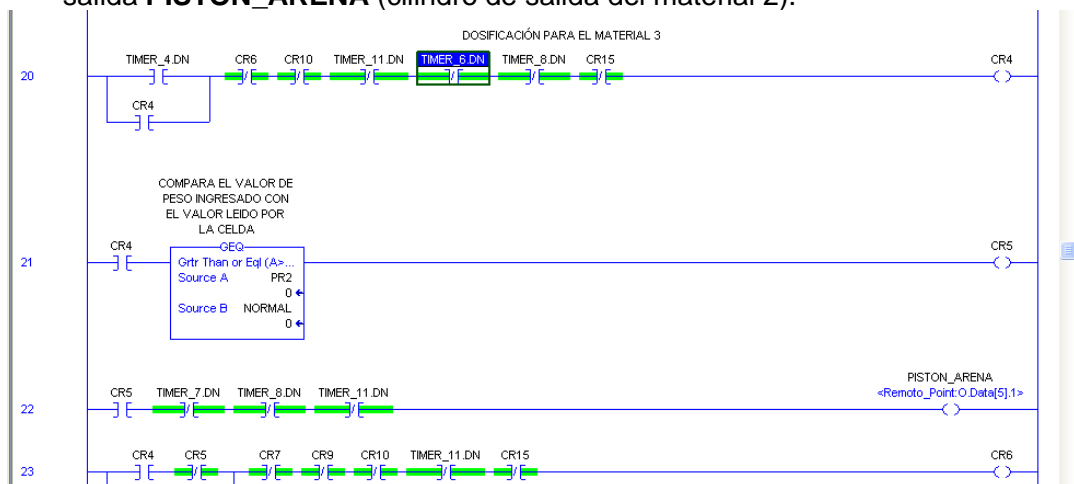 salida PISTON_ARENA (cilindro de salida del material 2).
DOSIFICACIÓN PARA EL MATERIAL 3
TIMER_4.DN CR6 CR10 TIMER_11.DN TIMER_6.DN TIMER_8.DN CR15 CR4
20
CR4
COMPARA EL VALOR DE
PESO INGRESADO CON
EL VALOR LEIDO POR
LA CELDA
CR4 GEQ CR5
21 Grtr Than or Eql (A>...
Source A PR2
0
Source B NORMAL
0
PISTON_ARENA
CR5 TIMER_7.DN TIMER_8.DN TIMER_11.DN <Remoto_Point:O.Data[5].1>
22
CR4 CR5 CR7 CR9 CR10 TIMER_11.DN CR15 CR6
23